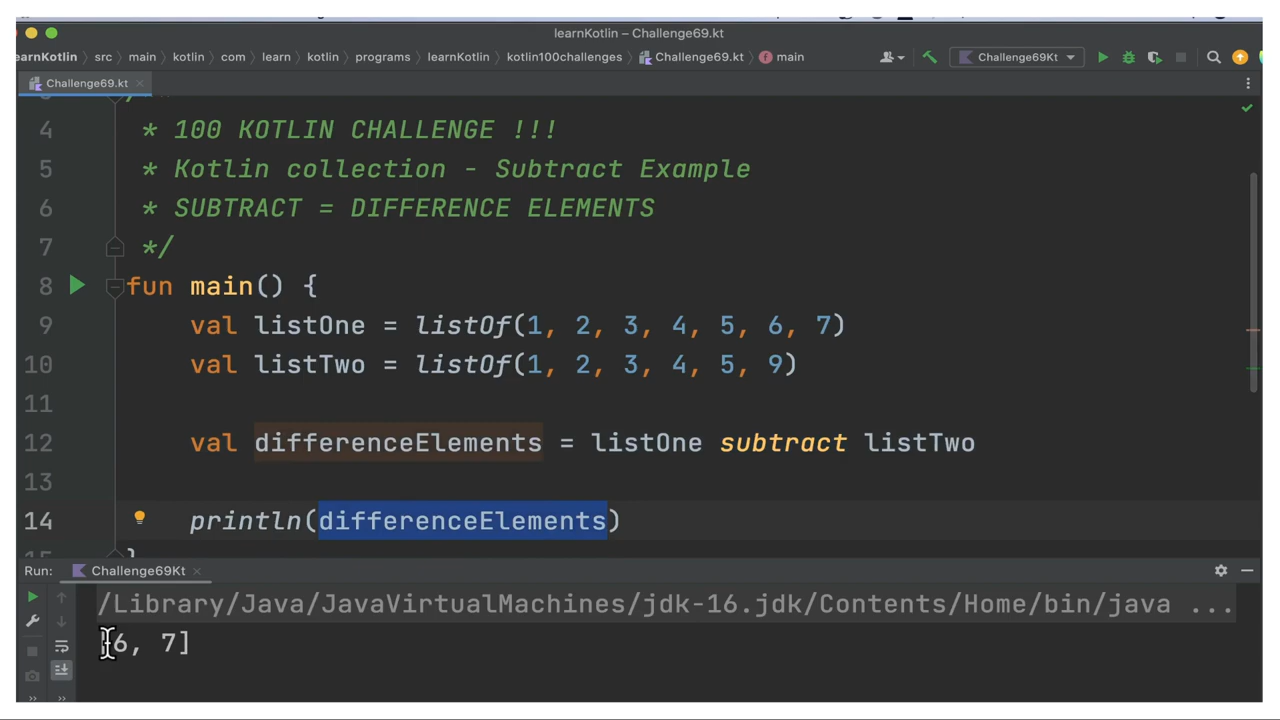 learnKotlin – Challenge69.kt
earnKotlin src main kotlin com learn kotlin programs learnKotlin kotlin100challenges Challenge69.kt main Challenge69Kt
Challenge69.kt
4 * 100 KOTLIN CHALLENGE !!!
5 * Kotlin collection - Subtract Example
6 * SUBTRACT = DIFFERENCE ELEMENTS
7 */
8 fun main() {
9 val listOne = listOf(1, 2, 3, 4, 5, 6, 7)
10 val listTwo = listOf(1, 2, 3, 4, 5, 9)
11
12 val differenceElements = listOne subtract listTwo
13
14 println(differenceElements)
15 }
Run: Challenge69Kt
/Library/Java/JavaVirtualMachines/jdk-16.jdk/Contents/Home/bin/java ...
[6, 7]